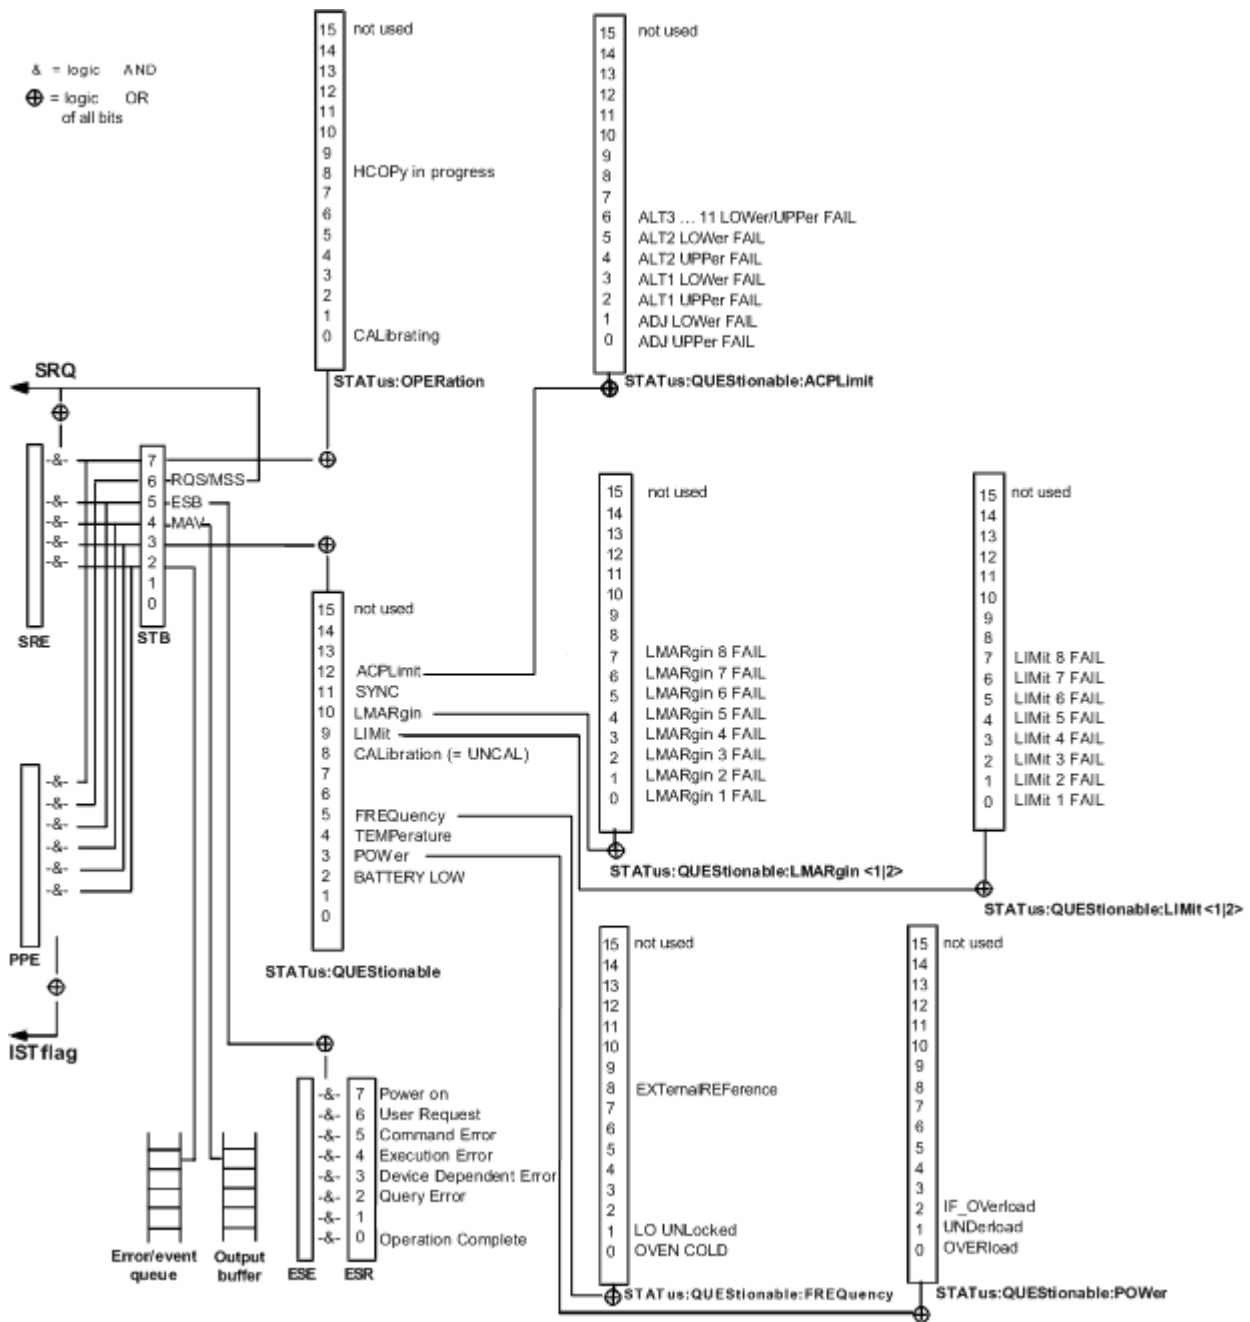 & = logic AND
⊕ = logic OR
of all bits
15 not used
14
13
12
11
10
9
8 HCOPy in progress
7
6
5
4
3
2
1
0 CALibrating
STATus:OPERation
15 not used
14
13
12
11
10
9
8
7
6 ALT3 ... 11 LOWer/UPPer FAIL
5 ALT2 LOWer FAIL
4 ALT2 UPPer FAIL
3 ALT1 LOWer FAIL
2 ALT1 UPPer FAIL
1 ADJ LOWer FAIL
0 ADJ UPPer FAIL
STATus:QUEStionable:ACPLimit
SRQ
-&-
-&-
-&-
-&-
-&-
SRE
7
6 RQS/MSS
5 ESB
4 MAV
3
2
1
0
STB
15 not used
14
13
12 ACPLimit
11 SYNC
10 LMARgin
9 LIMit
8 CALibration (= UNCAL)
7
6
5 FREQuency
4 TEMPerature
3 POWer
2 BATTERY LOW
1
0
STATus:QUEStionable
15 not used
14
13
12
11
10
9
8
7 LMARgin 8 FAIL
6 LMARgin 7 FAIL
5 LMARgin 6 FAIL
4 LMARgin 5 FAIL
3 LMARgin 4 FAIL
2 LMARgin 3 FAIL
1 LMARgin 2 FAIL
0 LMARgin 1 FAIL
STATus:QUEStionable:LMARgin <1|2>
15 not used
14
13
12
11
10
9
8
7 LIMit 8 FAIL
6 LIMit 7 FAIL
5 LIMit 6 FAIL
4 LIMit 5 FAIL
3 LIMit 4 FAIL
2 LIMit 3 FAIL
1 LIMit 2 FAIL
0 LIMit 1 FAIL
STATus:QUEStionable:LIMit <1|2>
-&-
-&-
-&-
-&-
-&-
-&-
PPE
IST flag
-&- 7 Power on
-&- 6 User Request
-&- 5 Command Error
-&- 4 Execution Error
-&- 3 Device Dependent Error
-&- 2 Query Error
-&- 1
-&- 0 Operation Complete
ESE ESR
Error/event
queue
Output
buffer
15 not used
14
13
12
11
10
9
8 EXTernalREFerence
7
6
5
4
3
2
1 LO UNLocked
0 OVEN COLD
STATus:QUEStionable:FREQuency
15 not used
14
13
12
11
10
9
8
7
6
5
4
3
2 IF_OVerload
1 UNDerload
0 OVERload
STATus:QUEStionable:POWer